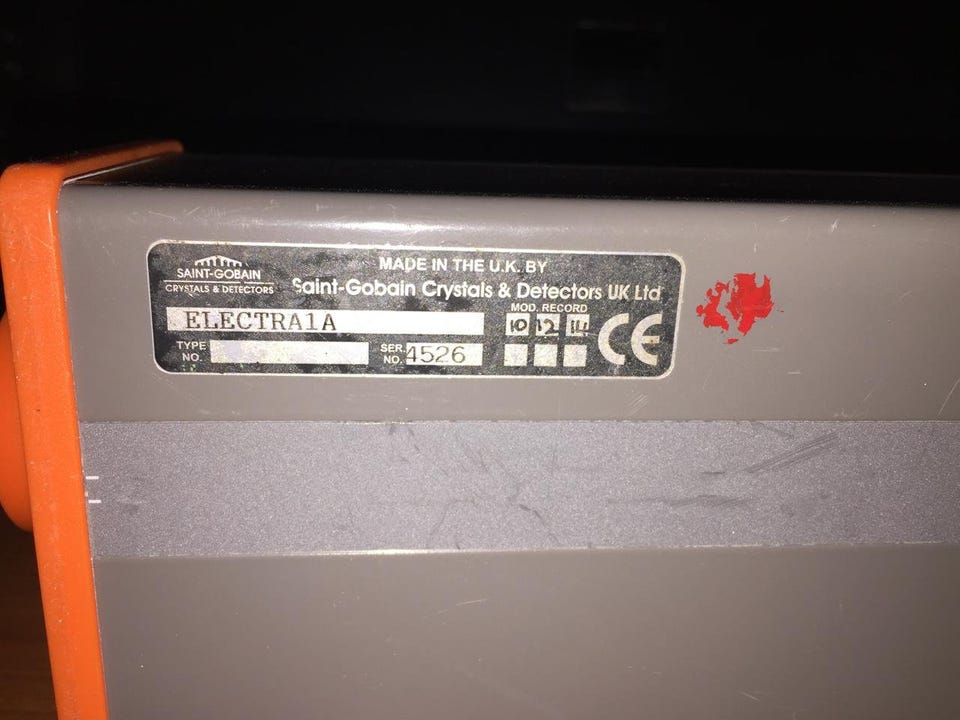 SAINT-GOBAIN
CRYSTALS & DETECTORS
MADE IN THE U.K. BY
Saint-Gobain Crystals & Detectors UK Ltd
ELECTRA1A
MOD. RECORD
10 12 14
TYPE NO.
SER. NO. 4526
CE